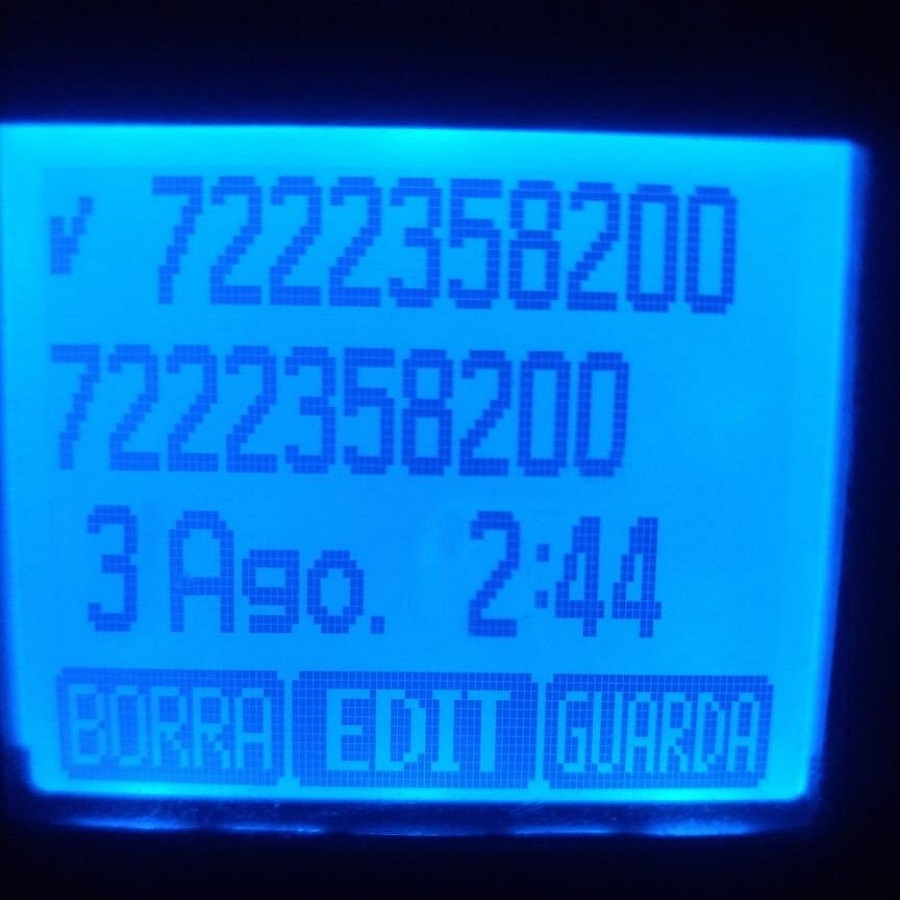 ✓ 7222358200
7222358200
3 Ago. 2:44
BORRA EDIT GUARDA